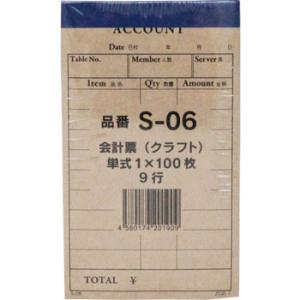 ACCOUNT
Date 日付 年 月 日
Table No. Member 人数 Server 係
Item 品名 Q'ty 数量 Amount 金額
品番 S-06
会計票（クラフト）
単式1×100枚
9行
4560174201909
TOTAL ¥
S-06